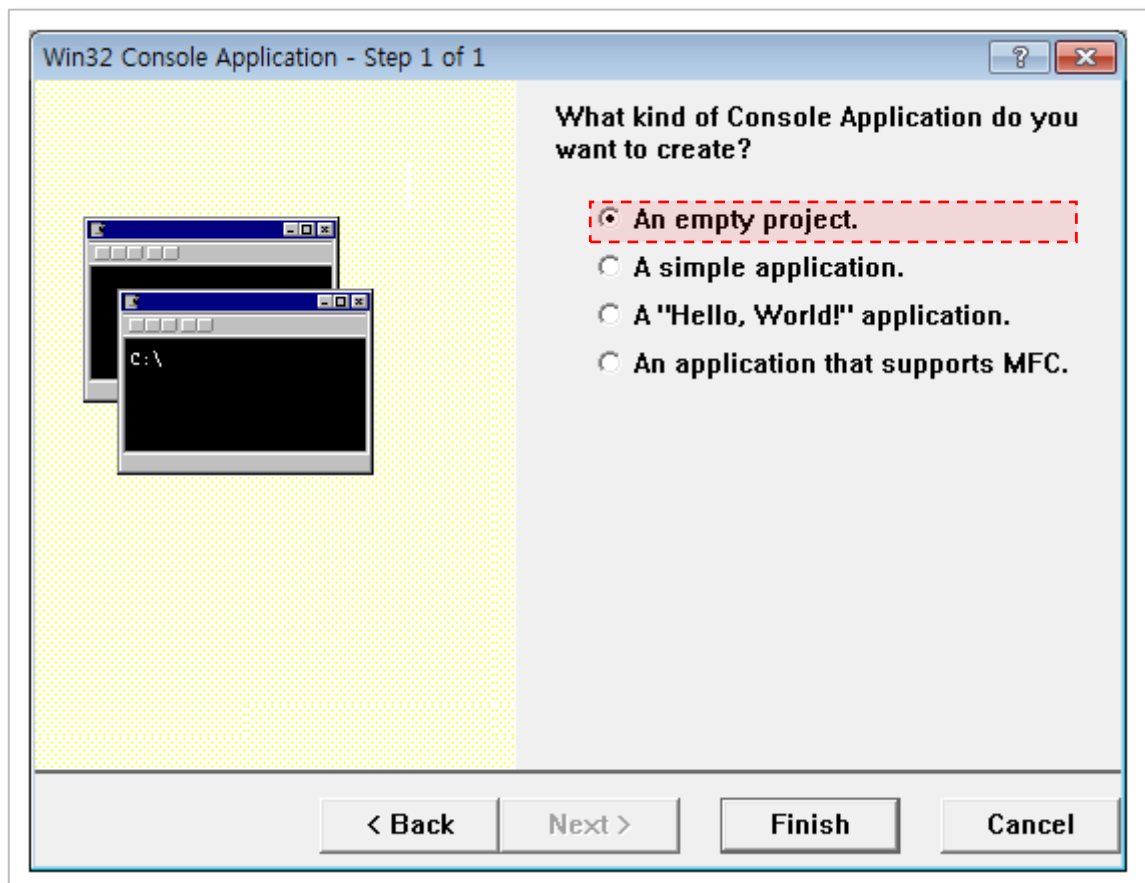 Win32 Console Application - Step 1 of 1
What kind of Console Application do you
want to create?
An empty project.
A simple application.
A "Hello, World!" application.
An application that supports MFC.
C:\
< Back
Next >
Finish
Cancel